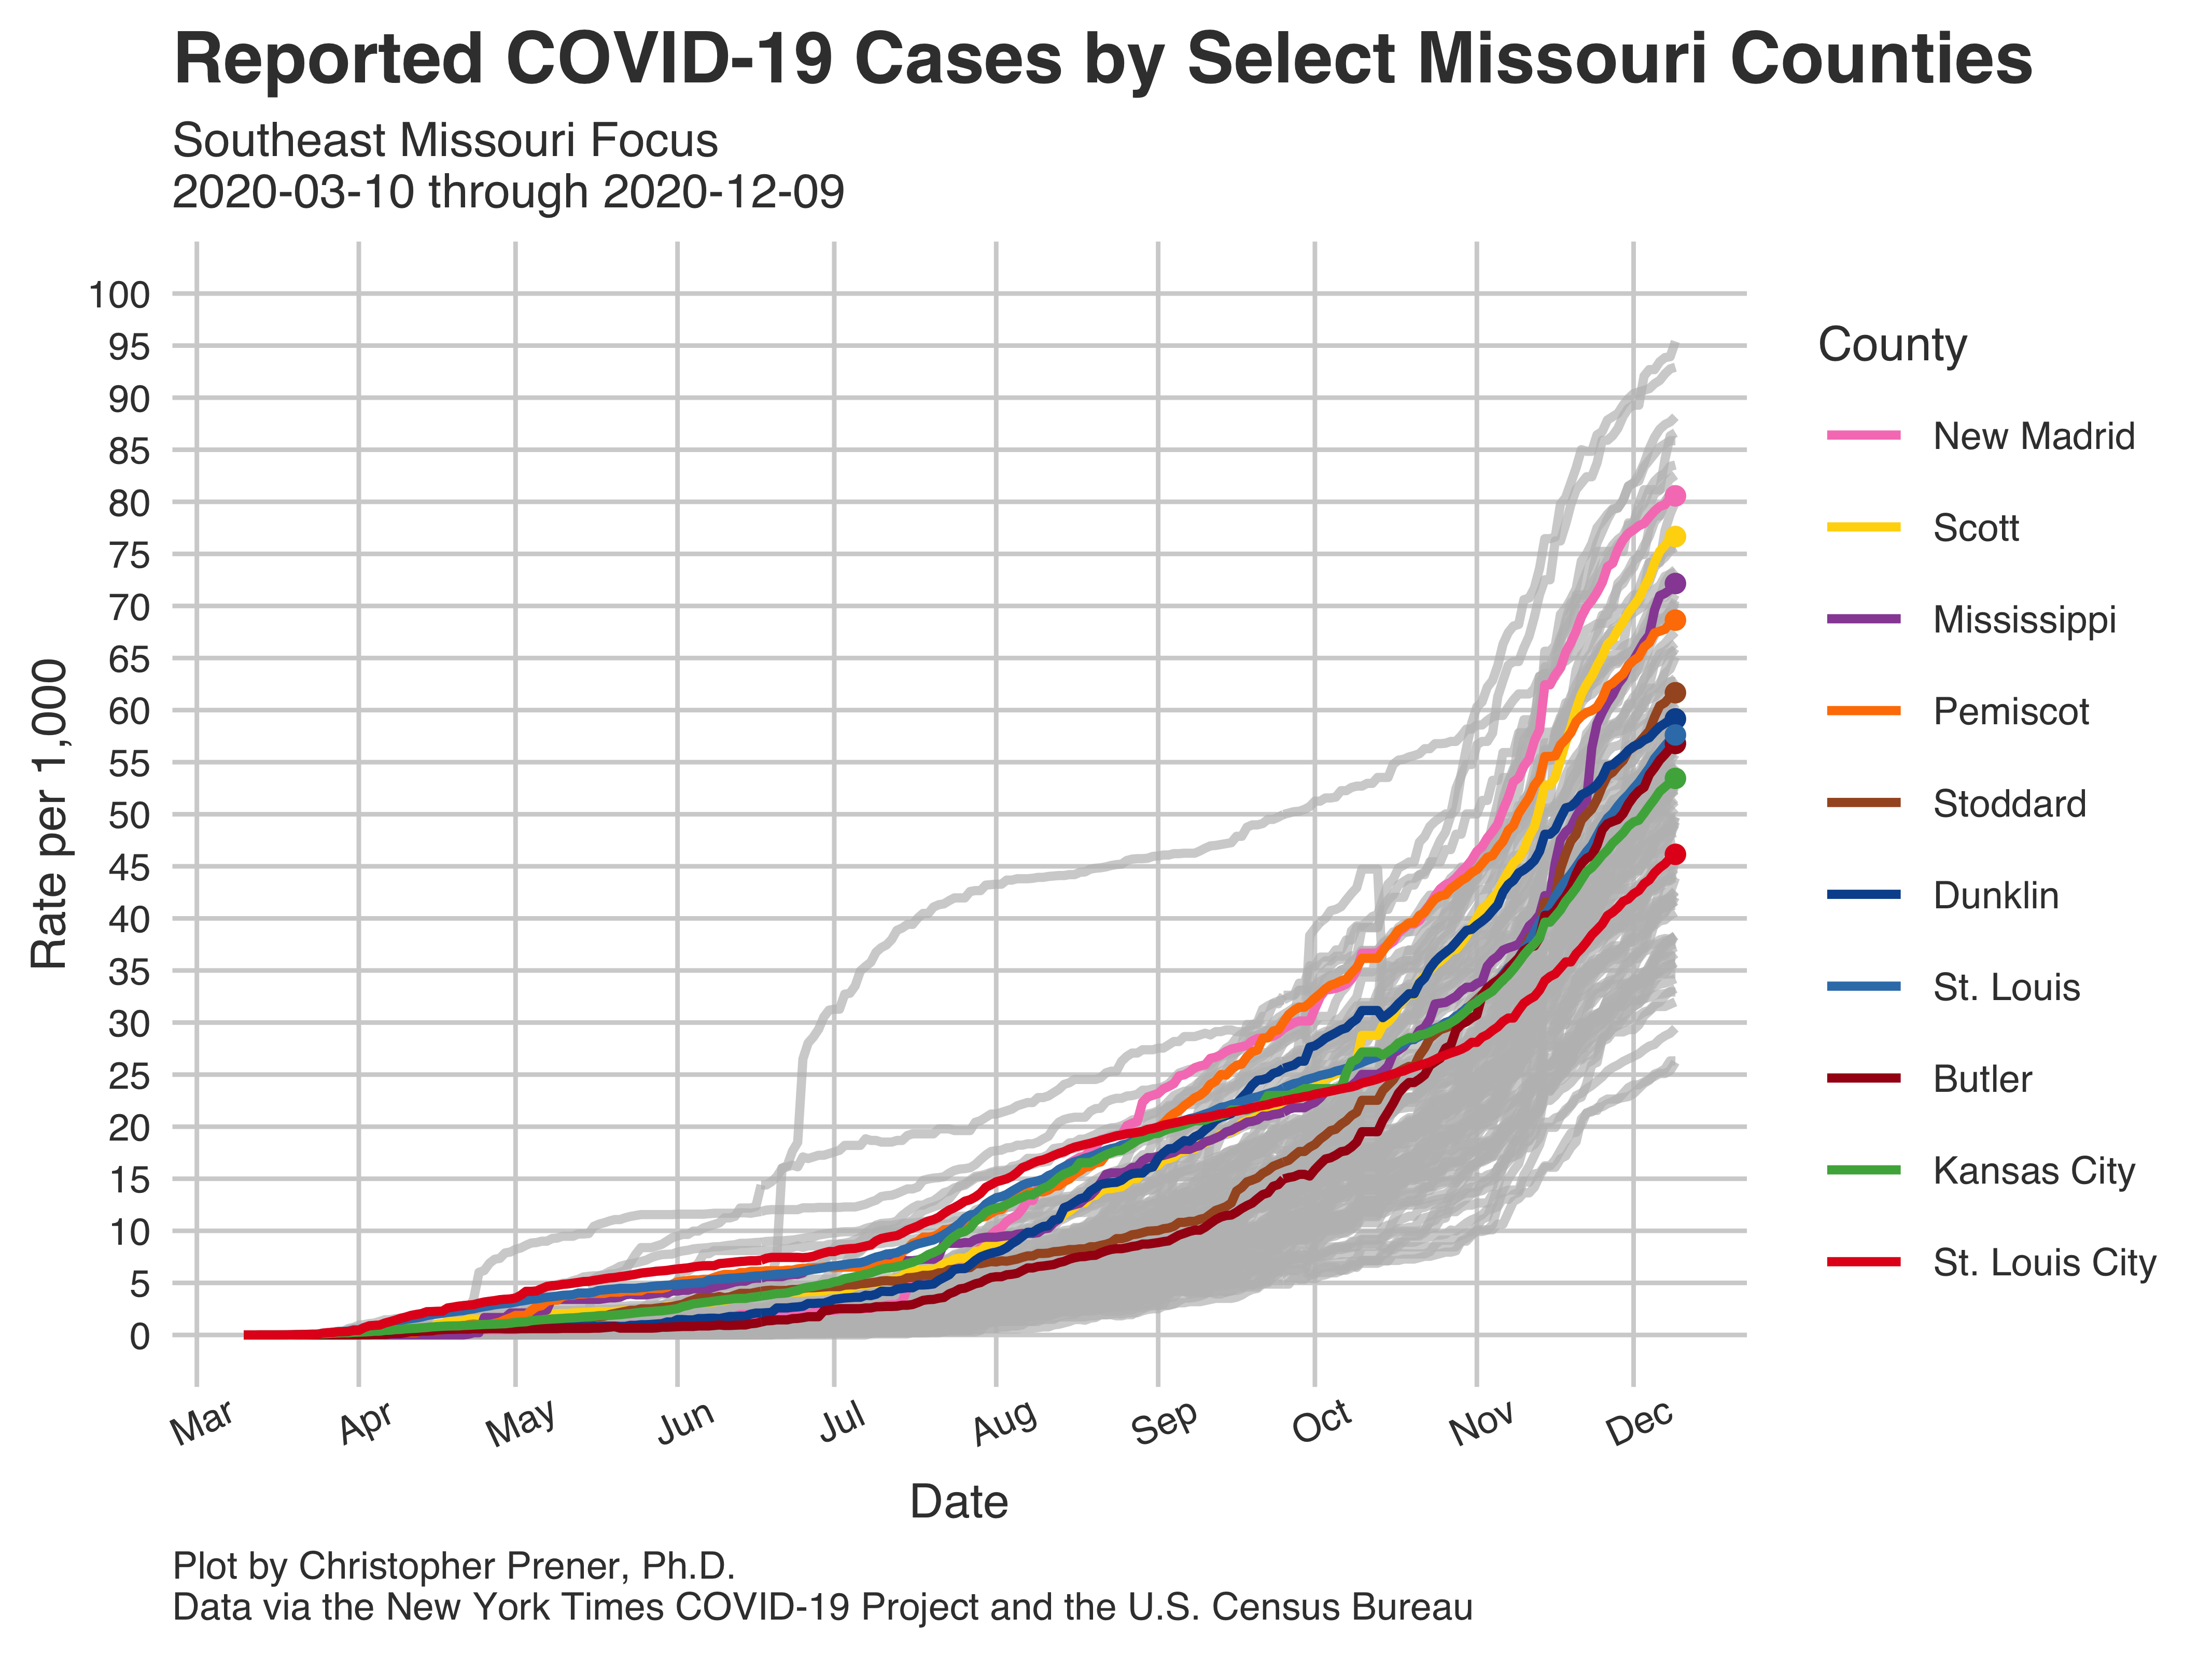 Reported COVID-19 Cases by Select Missouri Counties
Southeast Missouri Focus
2020-03-10 through 2020-12-09
100
95
90
85
80
75
70
65
60
55
50
45
40
35
30
25
20
15
10
5
0
Rate per 1,000
Mar
Apr
May
Jun
Jul
Aug
Sep
Oct
Nov
Dec
Date
County
New Madrid
Scott
Mississippi
Pemiscot
Stoddard
Dunklin
St. Louis
Butler
Kansas City
St. Louis City
Plot by Christopher Prener, Ph.D.
Data via the New York Times COVID-19 Project and the U.S. Census Bureau